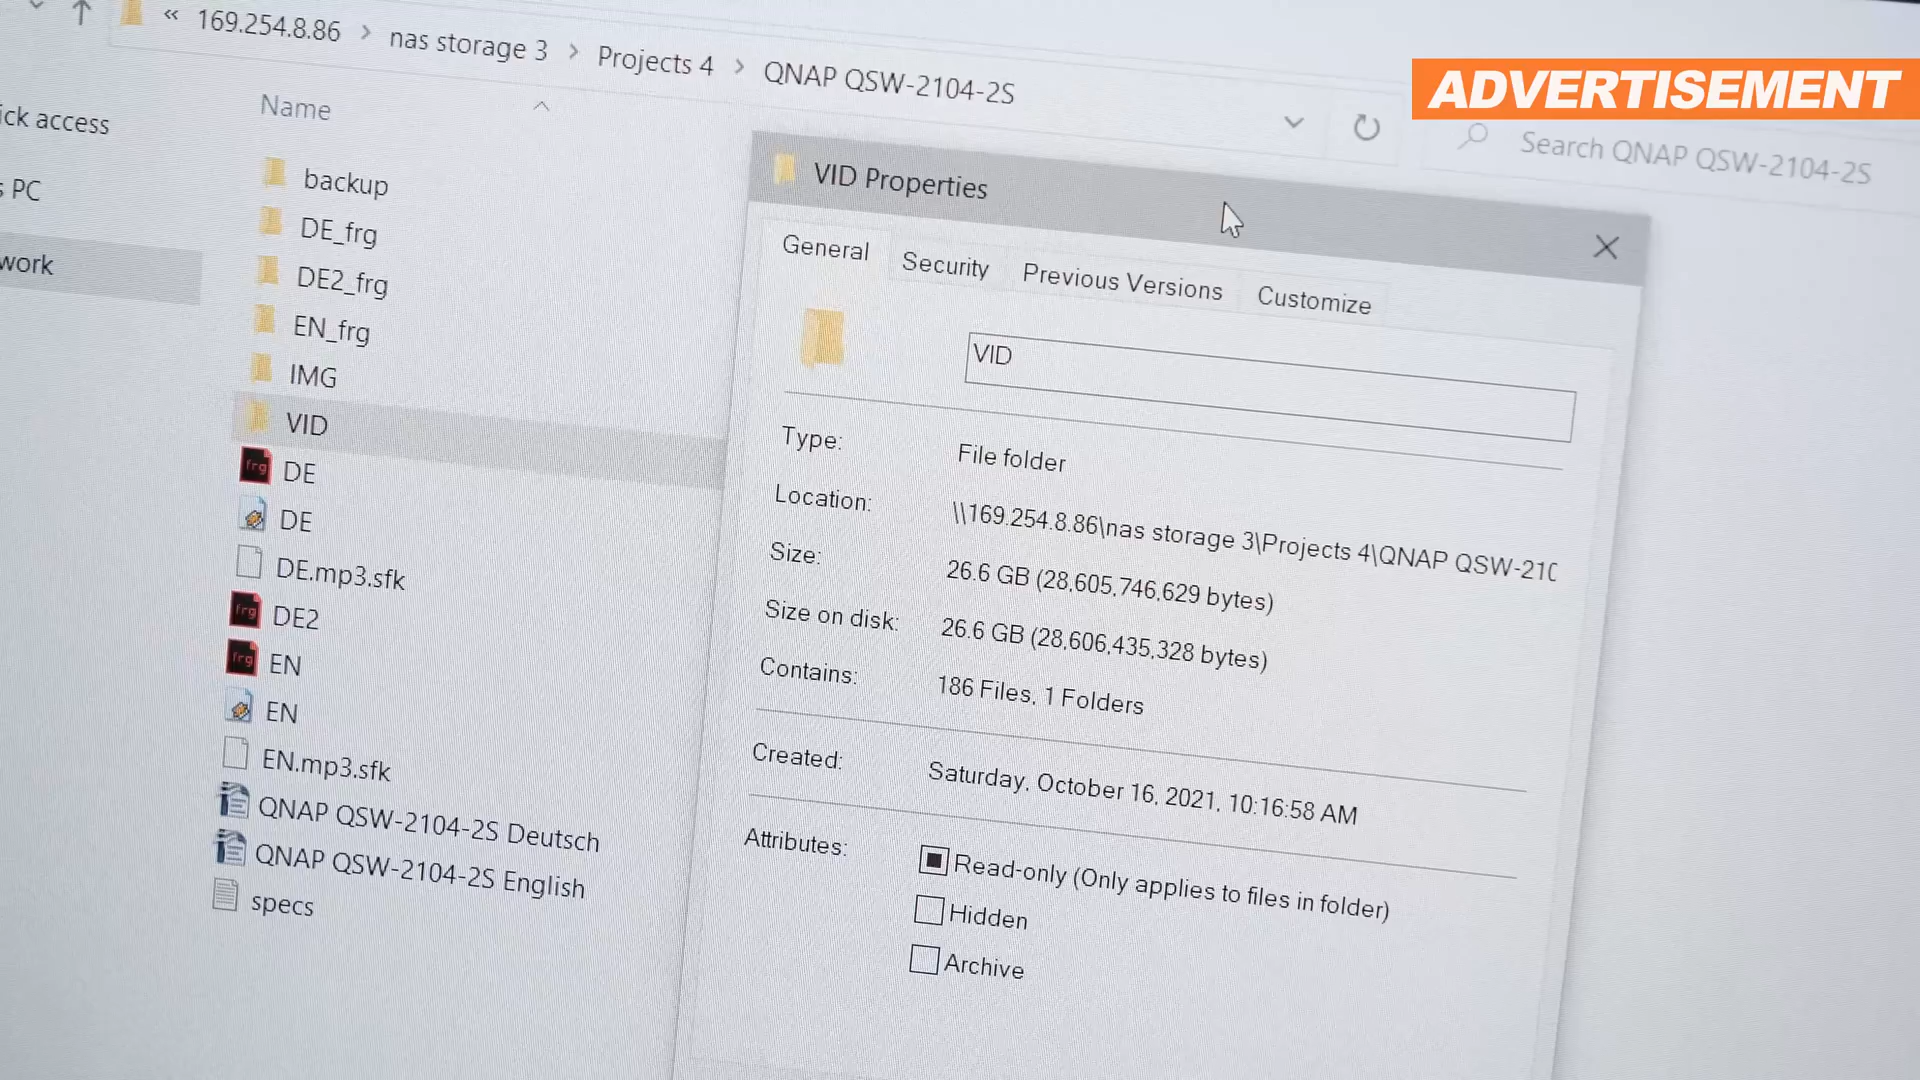 « 169.254.8.86 > nas storage 3 > Projects 4 > QNAP QSW-2104-2S
ADVERTISEMENT
Search QNAP QSW-2104-2S
ick access
s PC
work
Name
backup
DE_frg
DE2_frg
EN_frg
IMG
VID
frg DE
DE
DE.mp3.sfk
frg DE2
frg EN
EN
EN.mp3.sfk
QNAP QSW-2104-2S Deutsch
QNAP QSW-2104-2S English
specs
VID Properties
General Security Previous Versions Customize
VID
Type: File folder
Location: \\169.254.8.86\nas storage 3\Projects 4\QNAP QSW-210
Size: 26.6 GB (28,605,746,629 bytes)
Size on disk: 26.6 GB (28,606,435,328 bytes)
Contains: 186 Files, 1 Folders
Created: Saturday, October 16, 2021, 10:16:58 AM
Attributes: Read-only (Only applies to files in folder)
Hidden
Archive